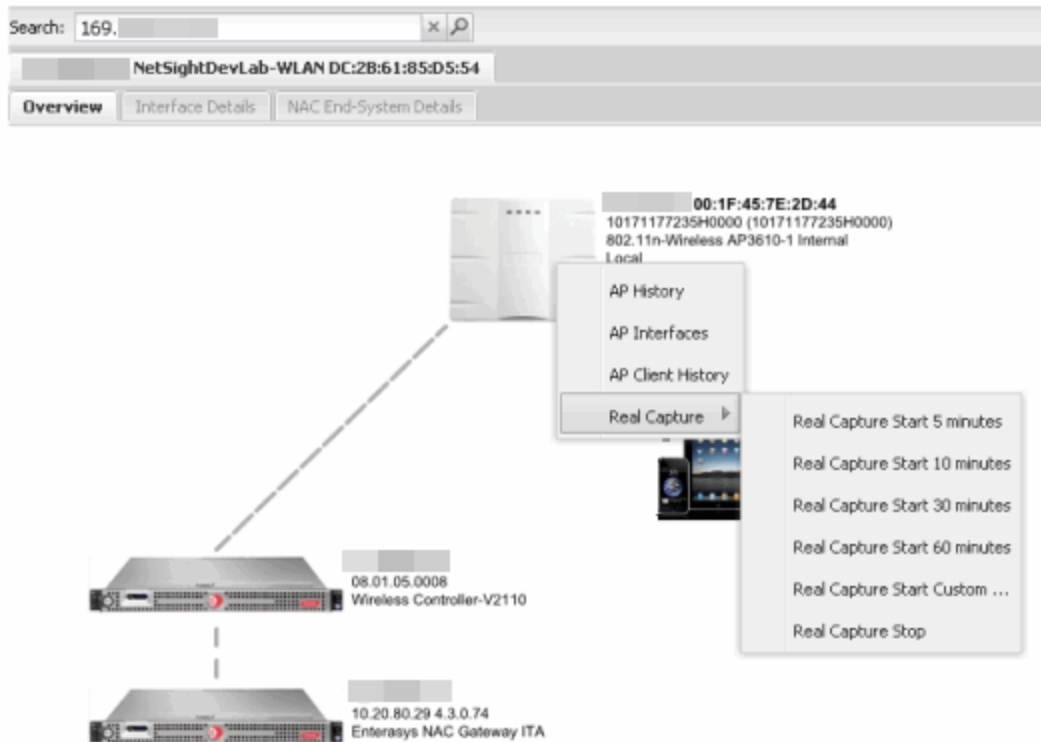 Search: 169.
NetSightDevLab-WLAN DC:2B:61:85:D5:54
Overview Interface Details NAC End-System Details
00:1F:45:7E:2D:44
10171177235H0000 (10171177235H0000)
802.11n-Wireless AP3610-1 Internal
Local
AP History
AP Interfaces
AP Client History
Real Capture
Real Capture Start 5 minutes
Real Capture Start 10 minutes
Real Capture Start 30 minutes
Real Capture Start 60 minutes
Real Capture Start Custom ...
Real Capture Stop
08.01.05.0008
Wireless Controller-V2110
10.20.80.29 4.3.0.74
Enterasys NAC Gateway ITA